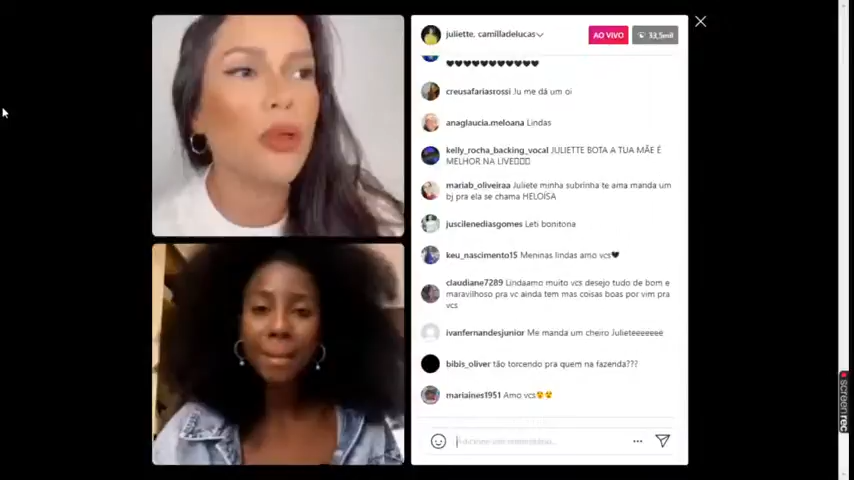 juliette, camilladelucas
AO VIVO
33,5mil
♥♥♥♥♥♥♥♥♥♥♥
creusafariasrossi Ju me dá um oi
anaglaucia.meloana Lindas
kelly_rocha_backing_vocal JULIETTE BOTA A TUA MÃE É
MELHOR NA LIVE▯▯▯
mariab_oliveiraa Juliete minha subrinha te ama manda um
bj pra ela se chama HELOÍSA
juscilenediasgomes Leti bonitona
keu_nascimento15 Meninas lindas amo vcs♥
claudiane7289 Lindaamo muito vcs desejo tudo de bom e
maravilhoso pra vc ainda tem mas coisas boas por vim pra
vcs
ivanfernandesjunior Me manda um cheiro Julieteeeeeee
bibis_oliver tão torcendo pra quem na fazenda???
mariaines1951 Amo vcs😍😍
screenrec